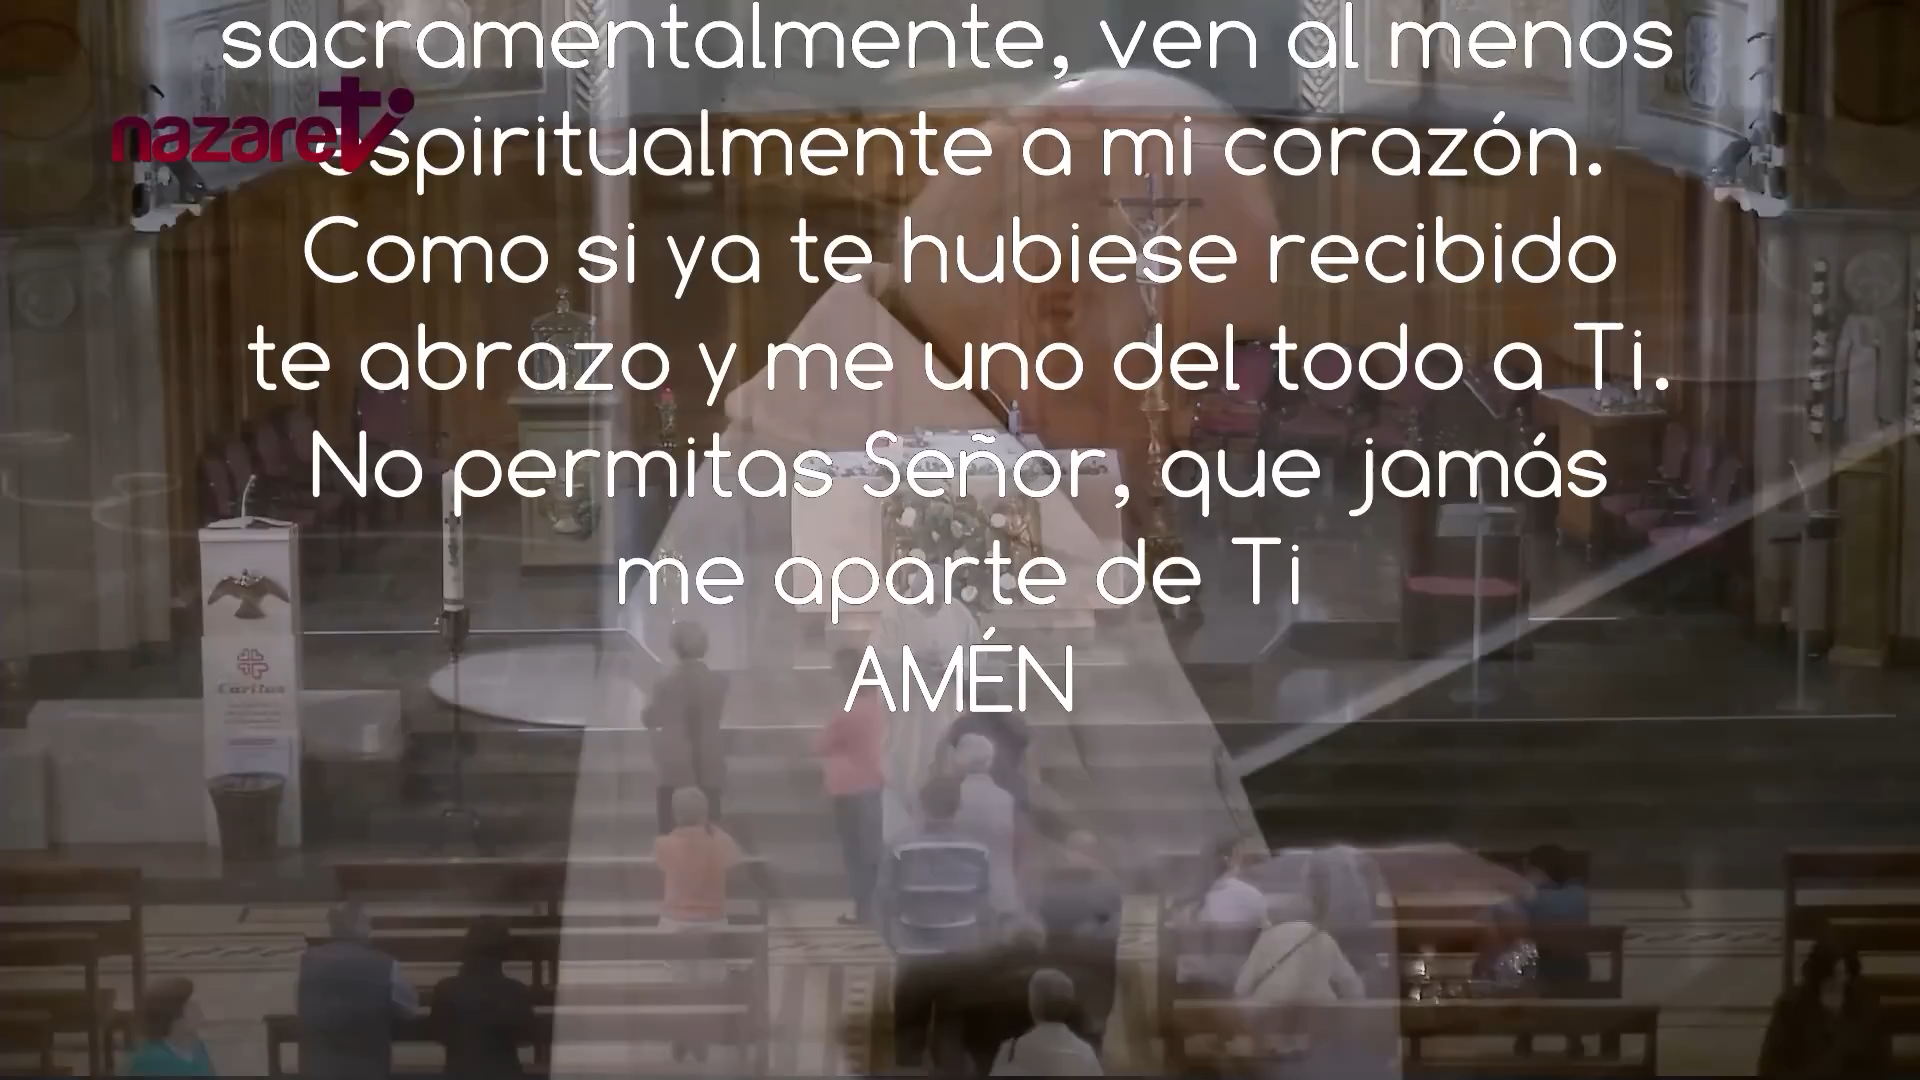 sacramentalmente, ven al menos
nazareti
espiritualmente a mi corazón.
Como si ya te hubiese recibido
te abrazo y me uno del todo a Ti.
No permitas Señor, que jamás
me aparte de Ti
AMÉN
Caritas